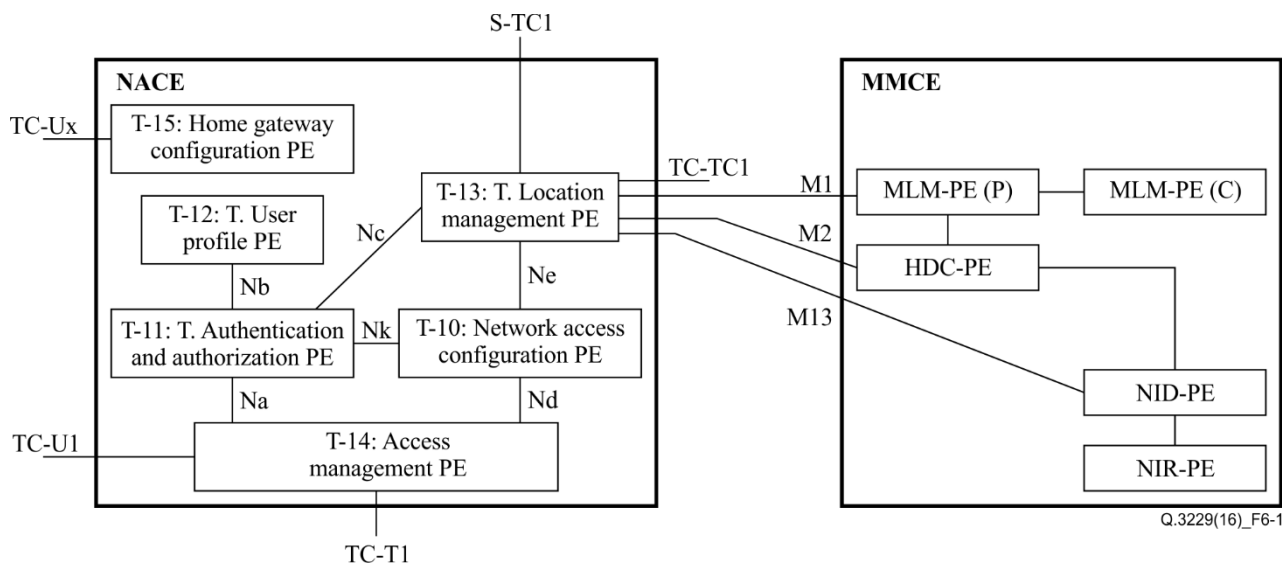 S-TC1
NACE
MMCE
TC-Ux
T-15: Home gateway
configuration PE
TC-TC1
T-13: T. Location
management PE
M1
MLM-PE (P)
MLM-PE (C)
T-12: T. User
profile PE
Nc
M2
HDC-PE
Nb
Ne
M13
T-11: T. Authentication
and authorization PE
Nk
T-10: Network access
configuration PE
Na
Nd
NID-PE
TC-U1
T-14: Access
management PE
NIR-PE
Q.3229(16)_F6-1
TC-T1